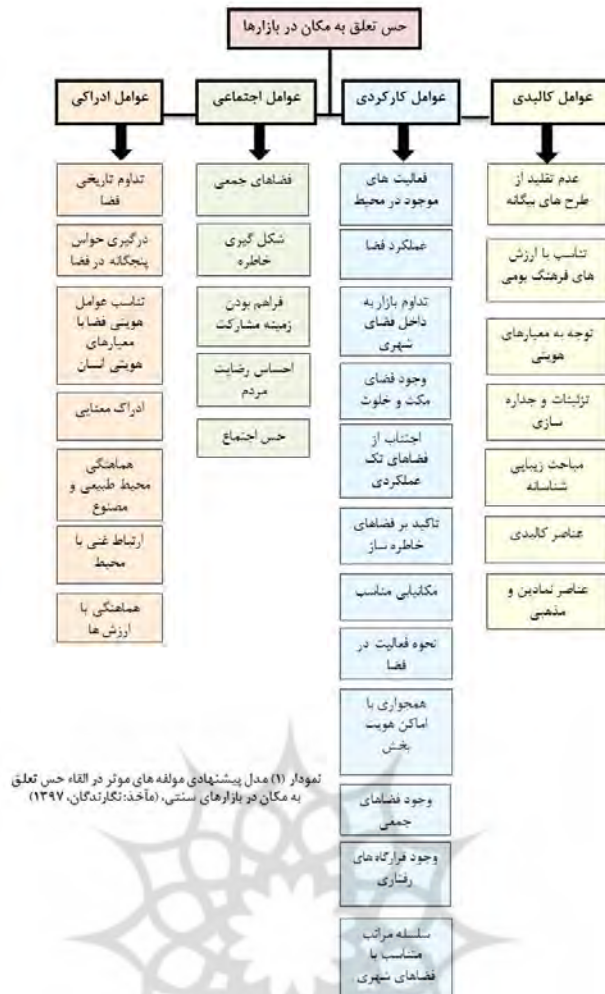 حس تعلق به مکان در بازارها
عوامل کالبدی
عدم تقلید از
طرح های بیگانه
تناسب با ارزش
های فرهنگ بومی
توجه به معیارهای
هویتی
تزئینات و جداره
سازی
مباحث زیبایی
شناسانه
عناصر کالبدی
عناصر نمادین و
مذهبی
عوامل کارکردی
فعالیت های
موجود در محیط
عملکرد فضا
تداوم بازار به
داخل فضای
شهری
وجود فضای
مکث و خلوت
اجتناب از
فضاهای تک
عملکردی
تاکید بر فضاهای
خاطره ساز
مکانیابی مناسب
نحوه فعالیت در
فضا
همجواری با
اماکن هویت
بخش
وجود فضاهای
جمعی
وجود قرارگاه های
رفتاری
سلسله مراتب
متناسب با
فضاهای شهری
عوامل اجتماعی
فضاهای جمعی
شکل گیری
خاطره
فراهم بودن
زمینه مشارکت
احساس رضایت
مردم
حس اجتماع
عوامل ادراکی
تداوم تاریخی
فضا
درگیری حواس
پنجگانه در فضا
تناسب عوامل
هویتی فضا با
معیارهای
هویتی انسان
ادراک معنایی
هماهنگی
محیط طبیعی و
مصنوع
ارتباط غنی با
محیط
هماهنگی با
ارزش ها
نمودار (۱) مدل پیشنهادی مولفه های موثر در القاء حس تعلق
به مکان در بازارهای سنتی، (مأخذ: نگارندگان، ۱۳۹۷)